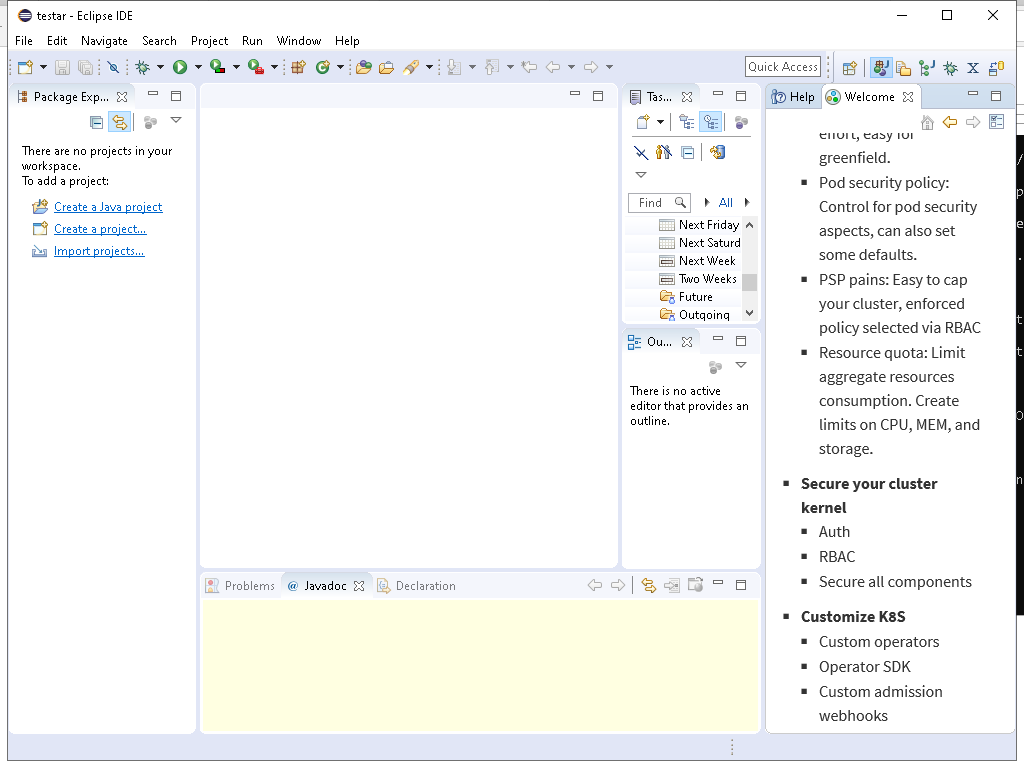 testar - Eclipse IDE
File Edit Navigate Search Project Run Window Help
Quick Access
Package Exp...
There are no projects in your
workspace.
To add a project:
Create a Java project
Create a project...
Import projects...
Tas...
Find
All
Next Friday
Next Saturd
Next Week
Two Weeks
Future
Outgoing
Ou...
There is no active
editor that provides an
outline.
Problems @ Javadoc Declaration
Help Welcome
effort, easy for
greenfield.
Pod security policy:
Control for pod security
aspects, can also set
some defaults.
PSP pains: Easy to cap
your cluster, enforced
policy selected via RBAC
Resource quota: Limit
aggregate resources
consumption. Create
limits on CPU, MEM, and
storage.
Secure your cluster
kernel
Auth
RBAC
Secure all components
Customize K8S
Custom operators
Operator SDK
Custom admission
webhooks